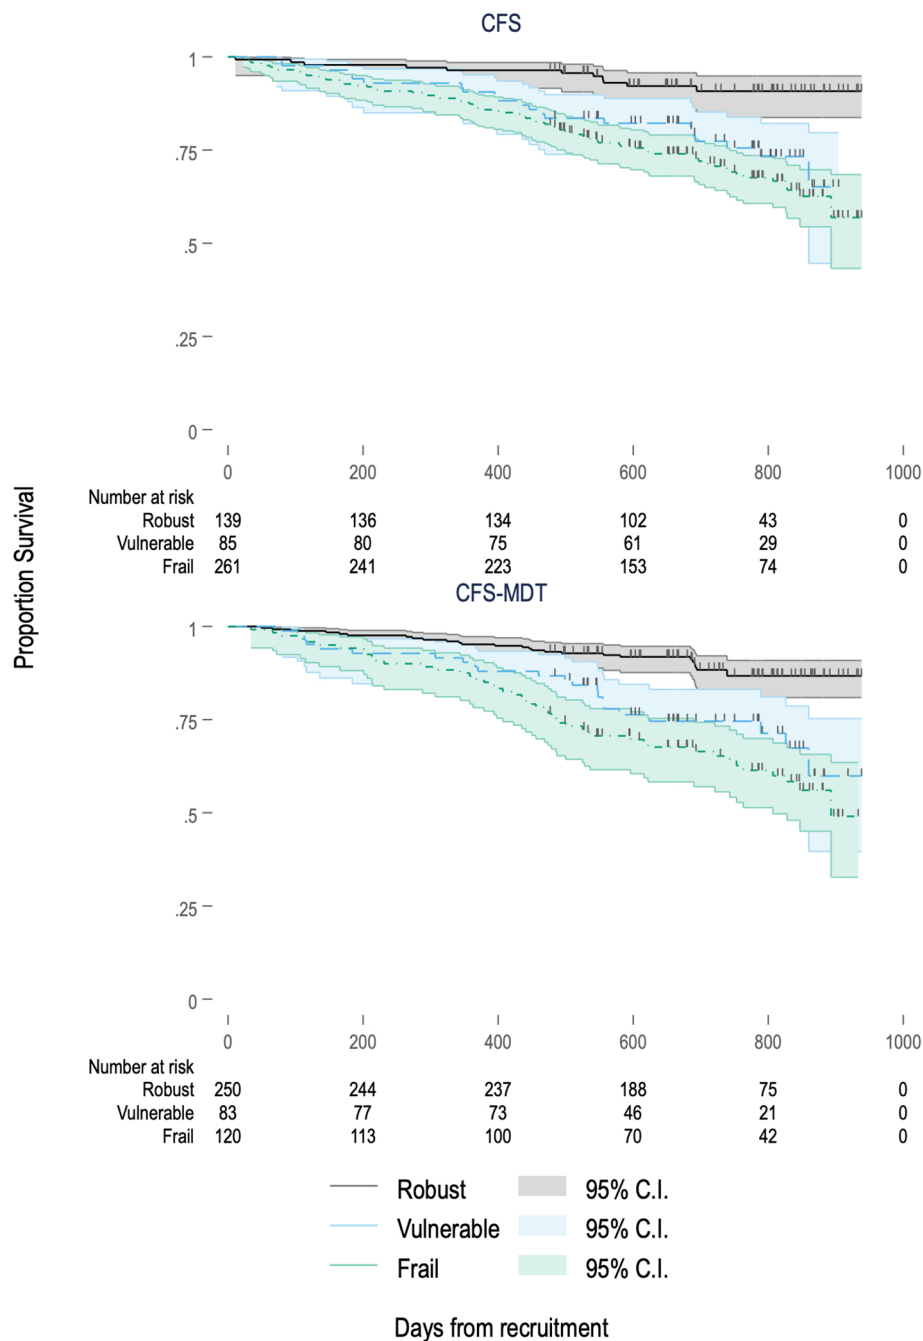 CFS
1
.75
.5
.25
0
0 200 400 600 800 1000
Number at risk
Robust 139 136 134 102 43 0
Vulnerable 85 80 75 61 29 0
Frail 261 241 223 153 74 0
Proportion Survival
CFS-MDT
1
.75
.5
.25
0
0 200 400 600 800 1000
Number at risk
Robust 250 244 237 188 75 0
Vulnerable 83 77 73 46 21 0
Frail 120 113 100 70 42 0
Robust 95% C.I.
Vulnerable 95% C.I.
Frail 95% C.I.
Days from recruitment